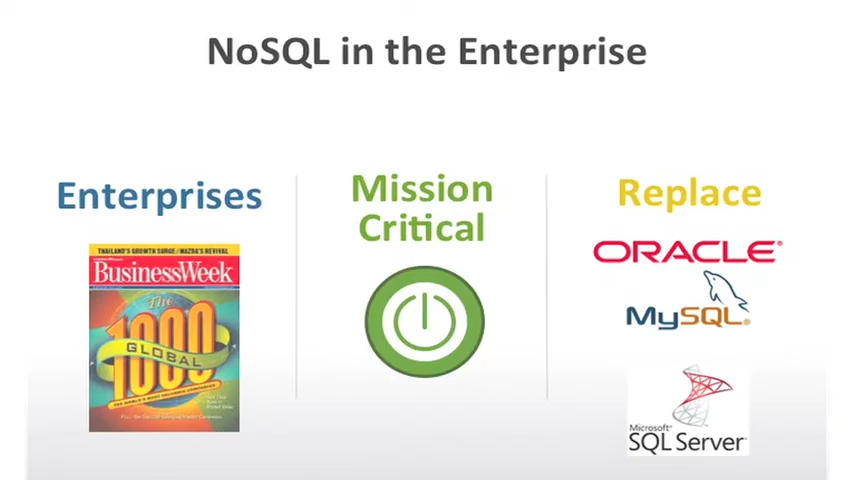 NoSQL in the Enterprise
Enterprises
THAILAND'S GROWTH SURGE / MAZDA'S REVIVAL
BusinessWeek
The
1000
GLOBAL
Mission
Critical
Replace
ORACLE®
MySQL®
Microsoft®
SQL Server®